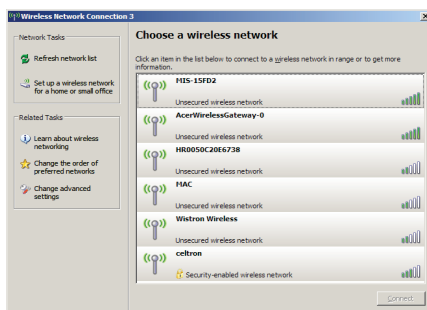 Wireless Network Connection 3
Network Tasks
Refresh network list
Set up a wireless network
for a home or small office
Related Tasks
Learn about wireless
networking
Change the order of
preferred networks
Change advanced
settings
Choose a wireless network
Click an item in the list below to connect to a wireless network in range or to get more
information.
MIS-15FD2
Unsecured wireless network
AcerWirelessGateway-0
Unsecured wireless network
HR0050C20E6738
Unsecured wireless network
MAC
Unsecured wireless network
Wistron Wireless
Unsecured wireless network
celtron
Security-enabled wireless network
Connect